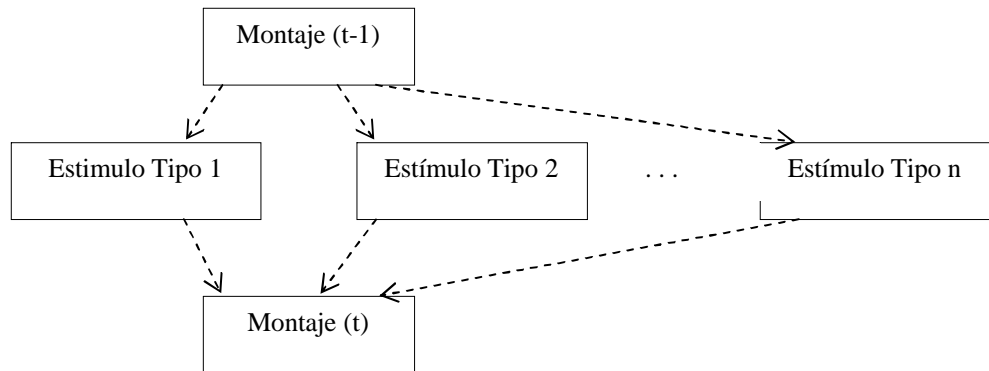 Montaje (t-1)
Estimulo Tipo 1
Estímulo Tipo 2
. . .
Estímulo Tipo n
Montaje (t)